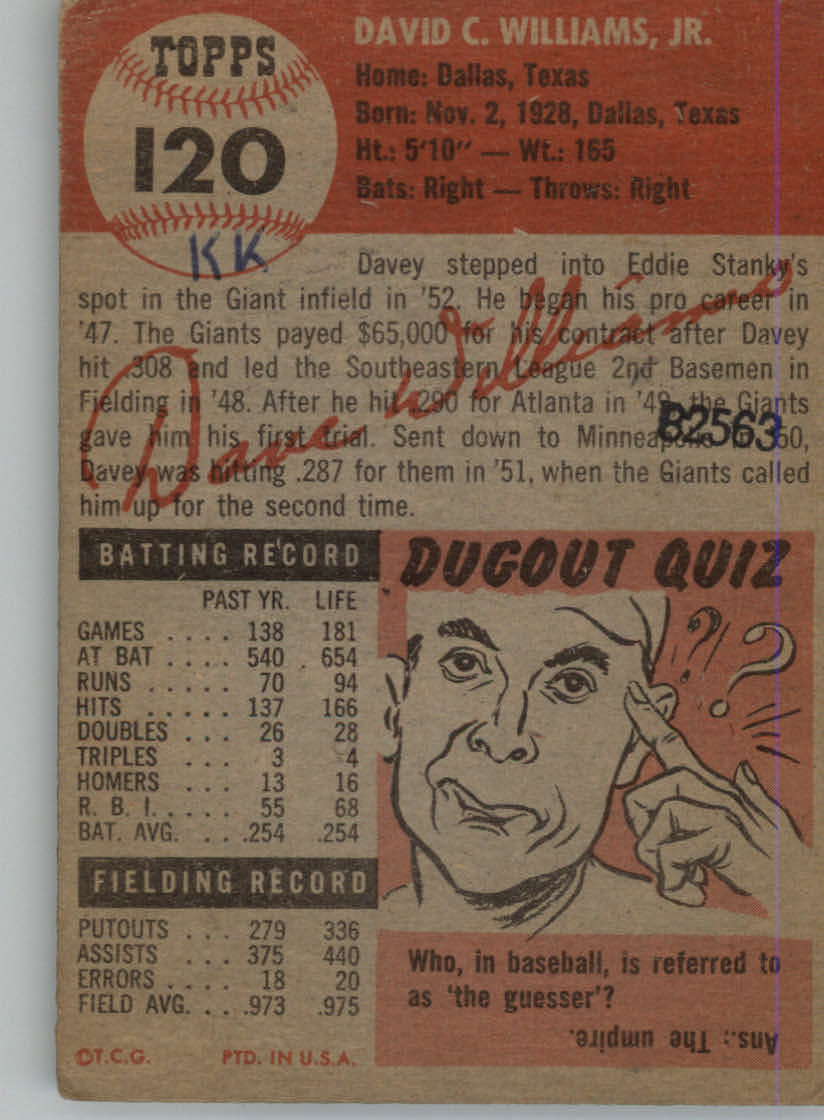 TOPPS
120
KK
DAVID C. WILLIAMS, JR.
Home: Dallas, Texas
Born: Nov. 2, 1928, Dallas, Texas
Ht.: 5'10" — Wt.: 165
Bats: Right — Throws: Right
Davey stepped into Eddie Stanky's
spot in the Giant infield in '52. He began his pro career in
'47. The Giants payed $65,000 for his contract after Davey
hit .308 and led the Southeastern League 2nd Basemen in
Fielding in '48. After he hit .290 for Atlanta in '49, the Giants
gave him his first trial. Sent down to Minneapolis in '50,
Davey was hitting .287 for them in '51, when the Giants called
him up for the second time.
Dave Williams
B2563
BATTING RECORD
PAST YR. LIFE
GAMES .... 138 181
AT BAT .... 540 654
RUNS ..... 70 94
HITS ..... 137 166
DOUBLES ... 26 28
TRIPLES ... 3 4
HOMERS ... 13 16
R. B. I. .... 55 68
BAT. AVG. .. .254 .254
FIELDING RECORD
PUTOUTS ... 279 336
ASSISTS ... 375 440
ERRORS .... 18 20
FIELD AVG. .. .973 .975
©T.C.G. PTD. IN U.S.A.
DUGOUT QUIZ
? ?
Who, in baseball, is referred to
as 'the guesser'?
Ans.: The umpire.